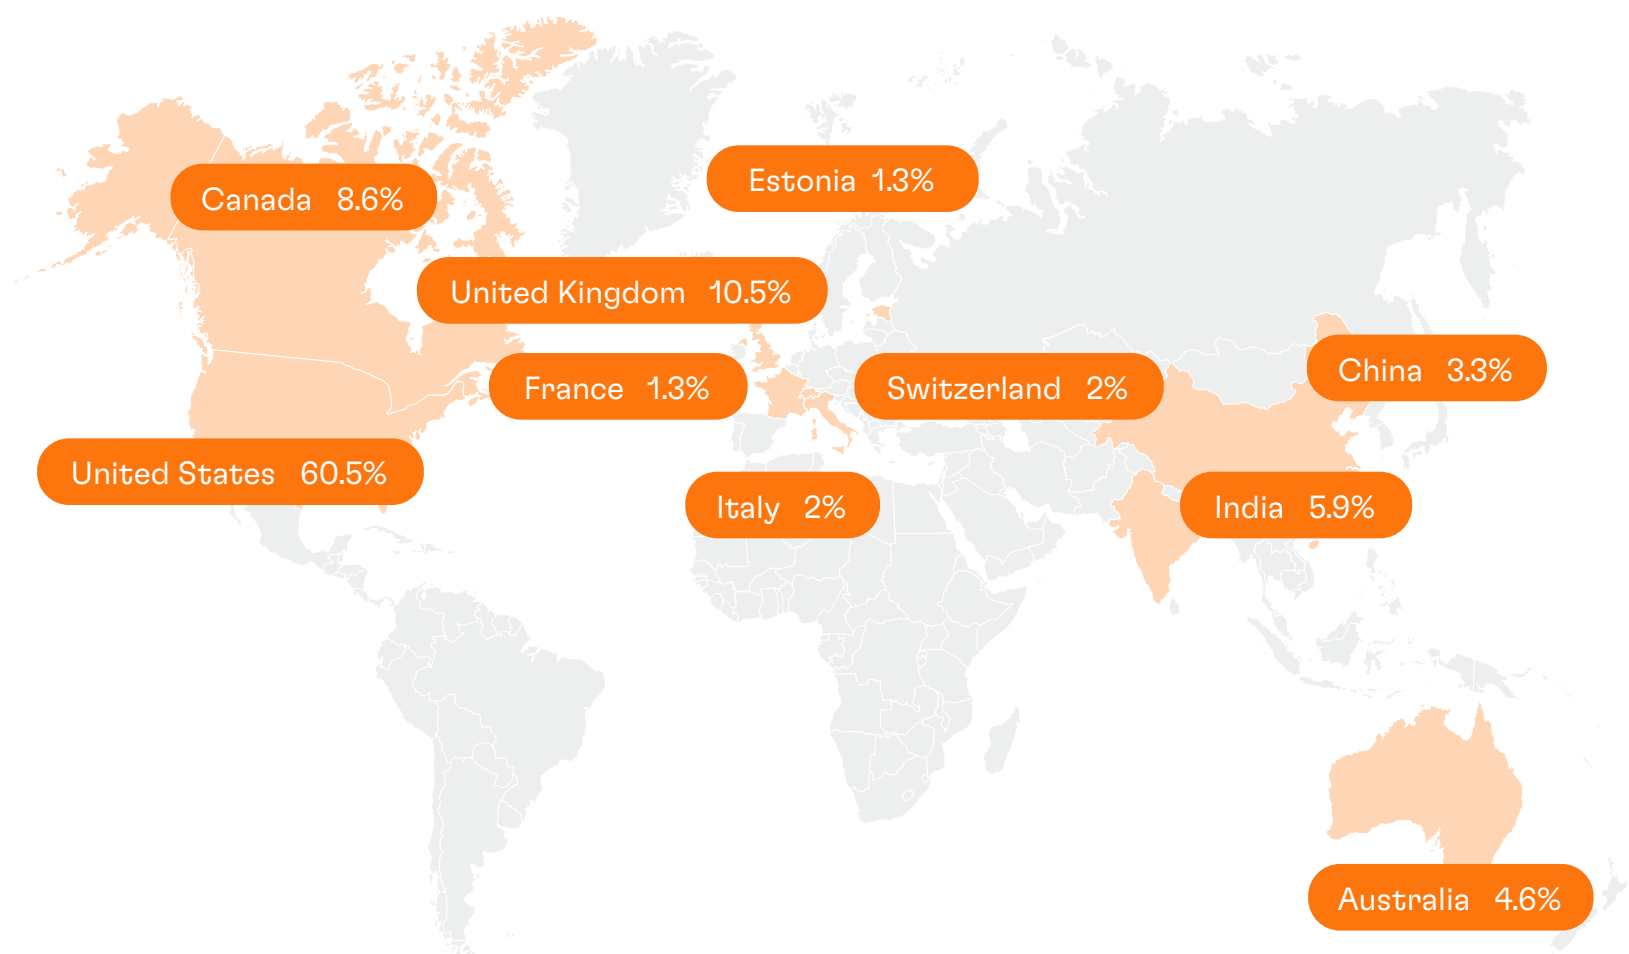 Estonia 1.3%
Canada 8.6%
United Kingdom 10.5%
China 3.3%
France 1.3%
Switzerland 2%
United States 60.5%
Italy 2%
India 5.9%
Australia 4.6%